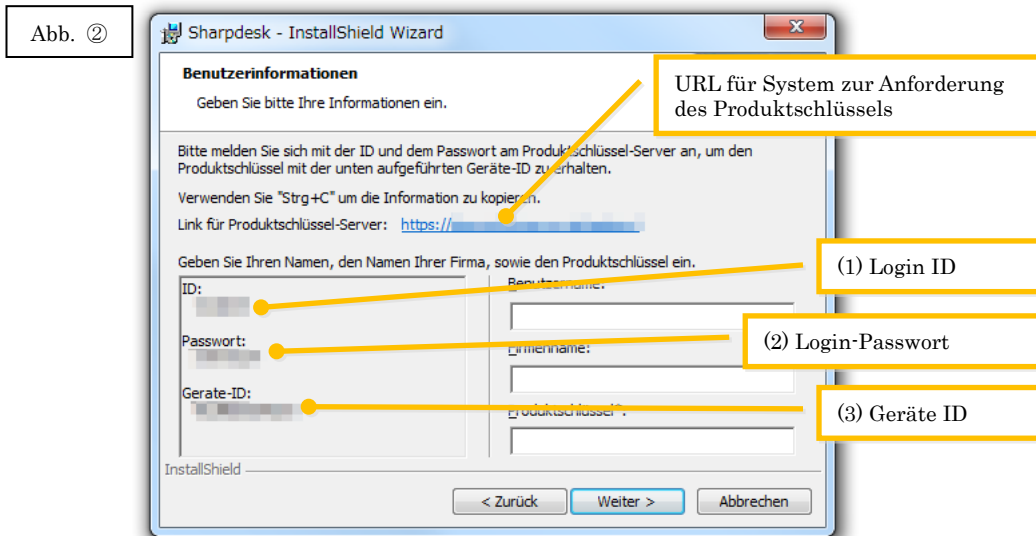 Abb. ②
Sharpdesk - InstallShield Wizard
Benutzerinformationen
Geben Sie bitte Ihre Informationen ein.
URL für System zur Anforderung
des Produktschlüssels
Bitte melden Sie sich mit der ID und dem Passwort am Produktschlüssel-Server an, um den
Produktschlüssel mit der unten aufgeführten Geräte-ID zu erhalten.
Verwenden Sie "Strg+C" um die Information zu kopieren.
Link für Produktschlüssel-Server: https://
Geben Sie Ihren Namen, den Namen Ihrer Firma, sowie den Produktschlüssel ein.
ID:
Benutzername:
(1) Login ID
Passwort:
Firmenname:
(2) Login-Passwort
Gerate-ID:
Produktschlüssel*:
(3) Geräte ID
InstallShield
< Zurück
Weiter >
Abbrechen